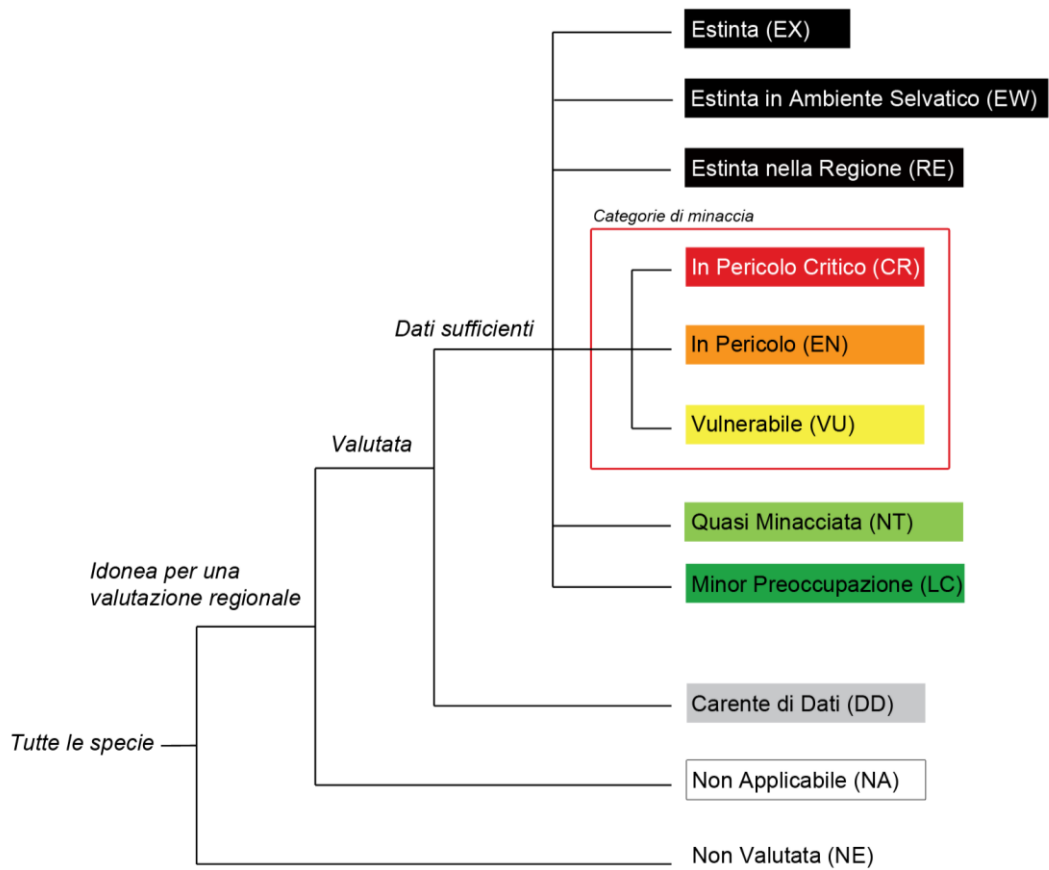 Estinta (EX)
Estinta in Ambiente Selvatico (EW)
Estinta nella Regione (RE)
Categorie di minaccia
In Pericolo Critico (CR)
Dati sufficienti
In Pericolo (EN)
Vulnerabile (VU)
Valutata
Quasi Minacciata (NT)
Idonea per una
valutazione regionale
Minor Preoccupazione (LC)
Carente di Dati (DD)
Tutte le specie
Non Applicabile (NA)
Non Valutata (NE)